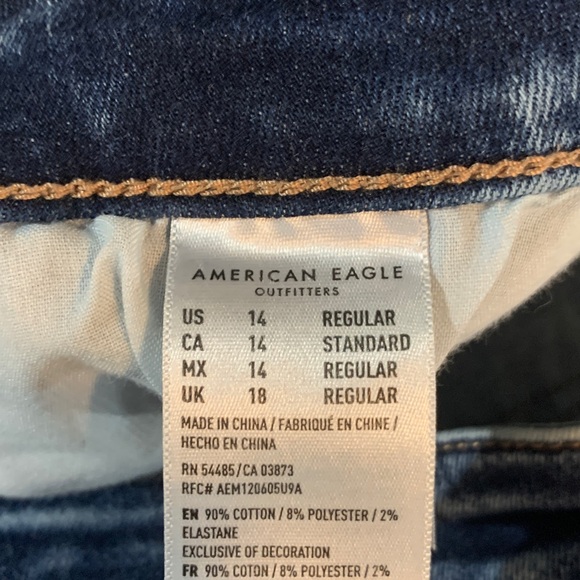 AMERICAN EAGLE
OUTFITTERS
US 14 REGULAR
CA 14 STANDARD
MX 14 REGULAR
UK 18 REGULAR
MADE IN CHINA / FABRIQUÉ EN CHINE /
HECHO EN CHINA
RN 54485/CA 03873
RFC# AEM120605U9A
EN 90% COTTON / 8% POLYESTER / 2%
ELASTANE
EXCLUSIVE OF DECORATION
FR 90% COTON / 8% POLYESTER / 2%